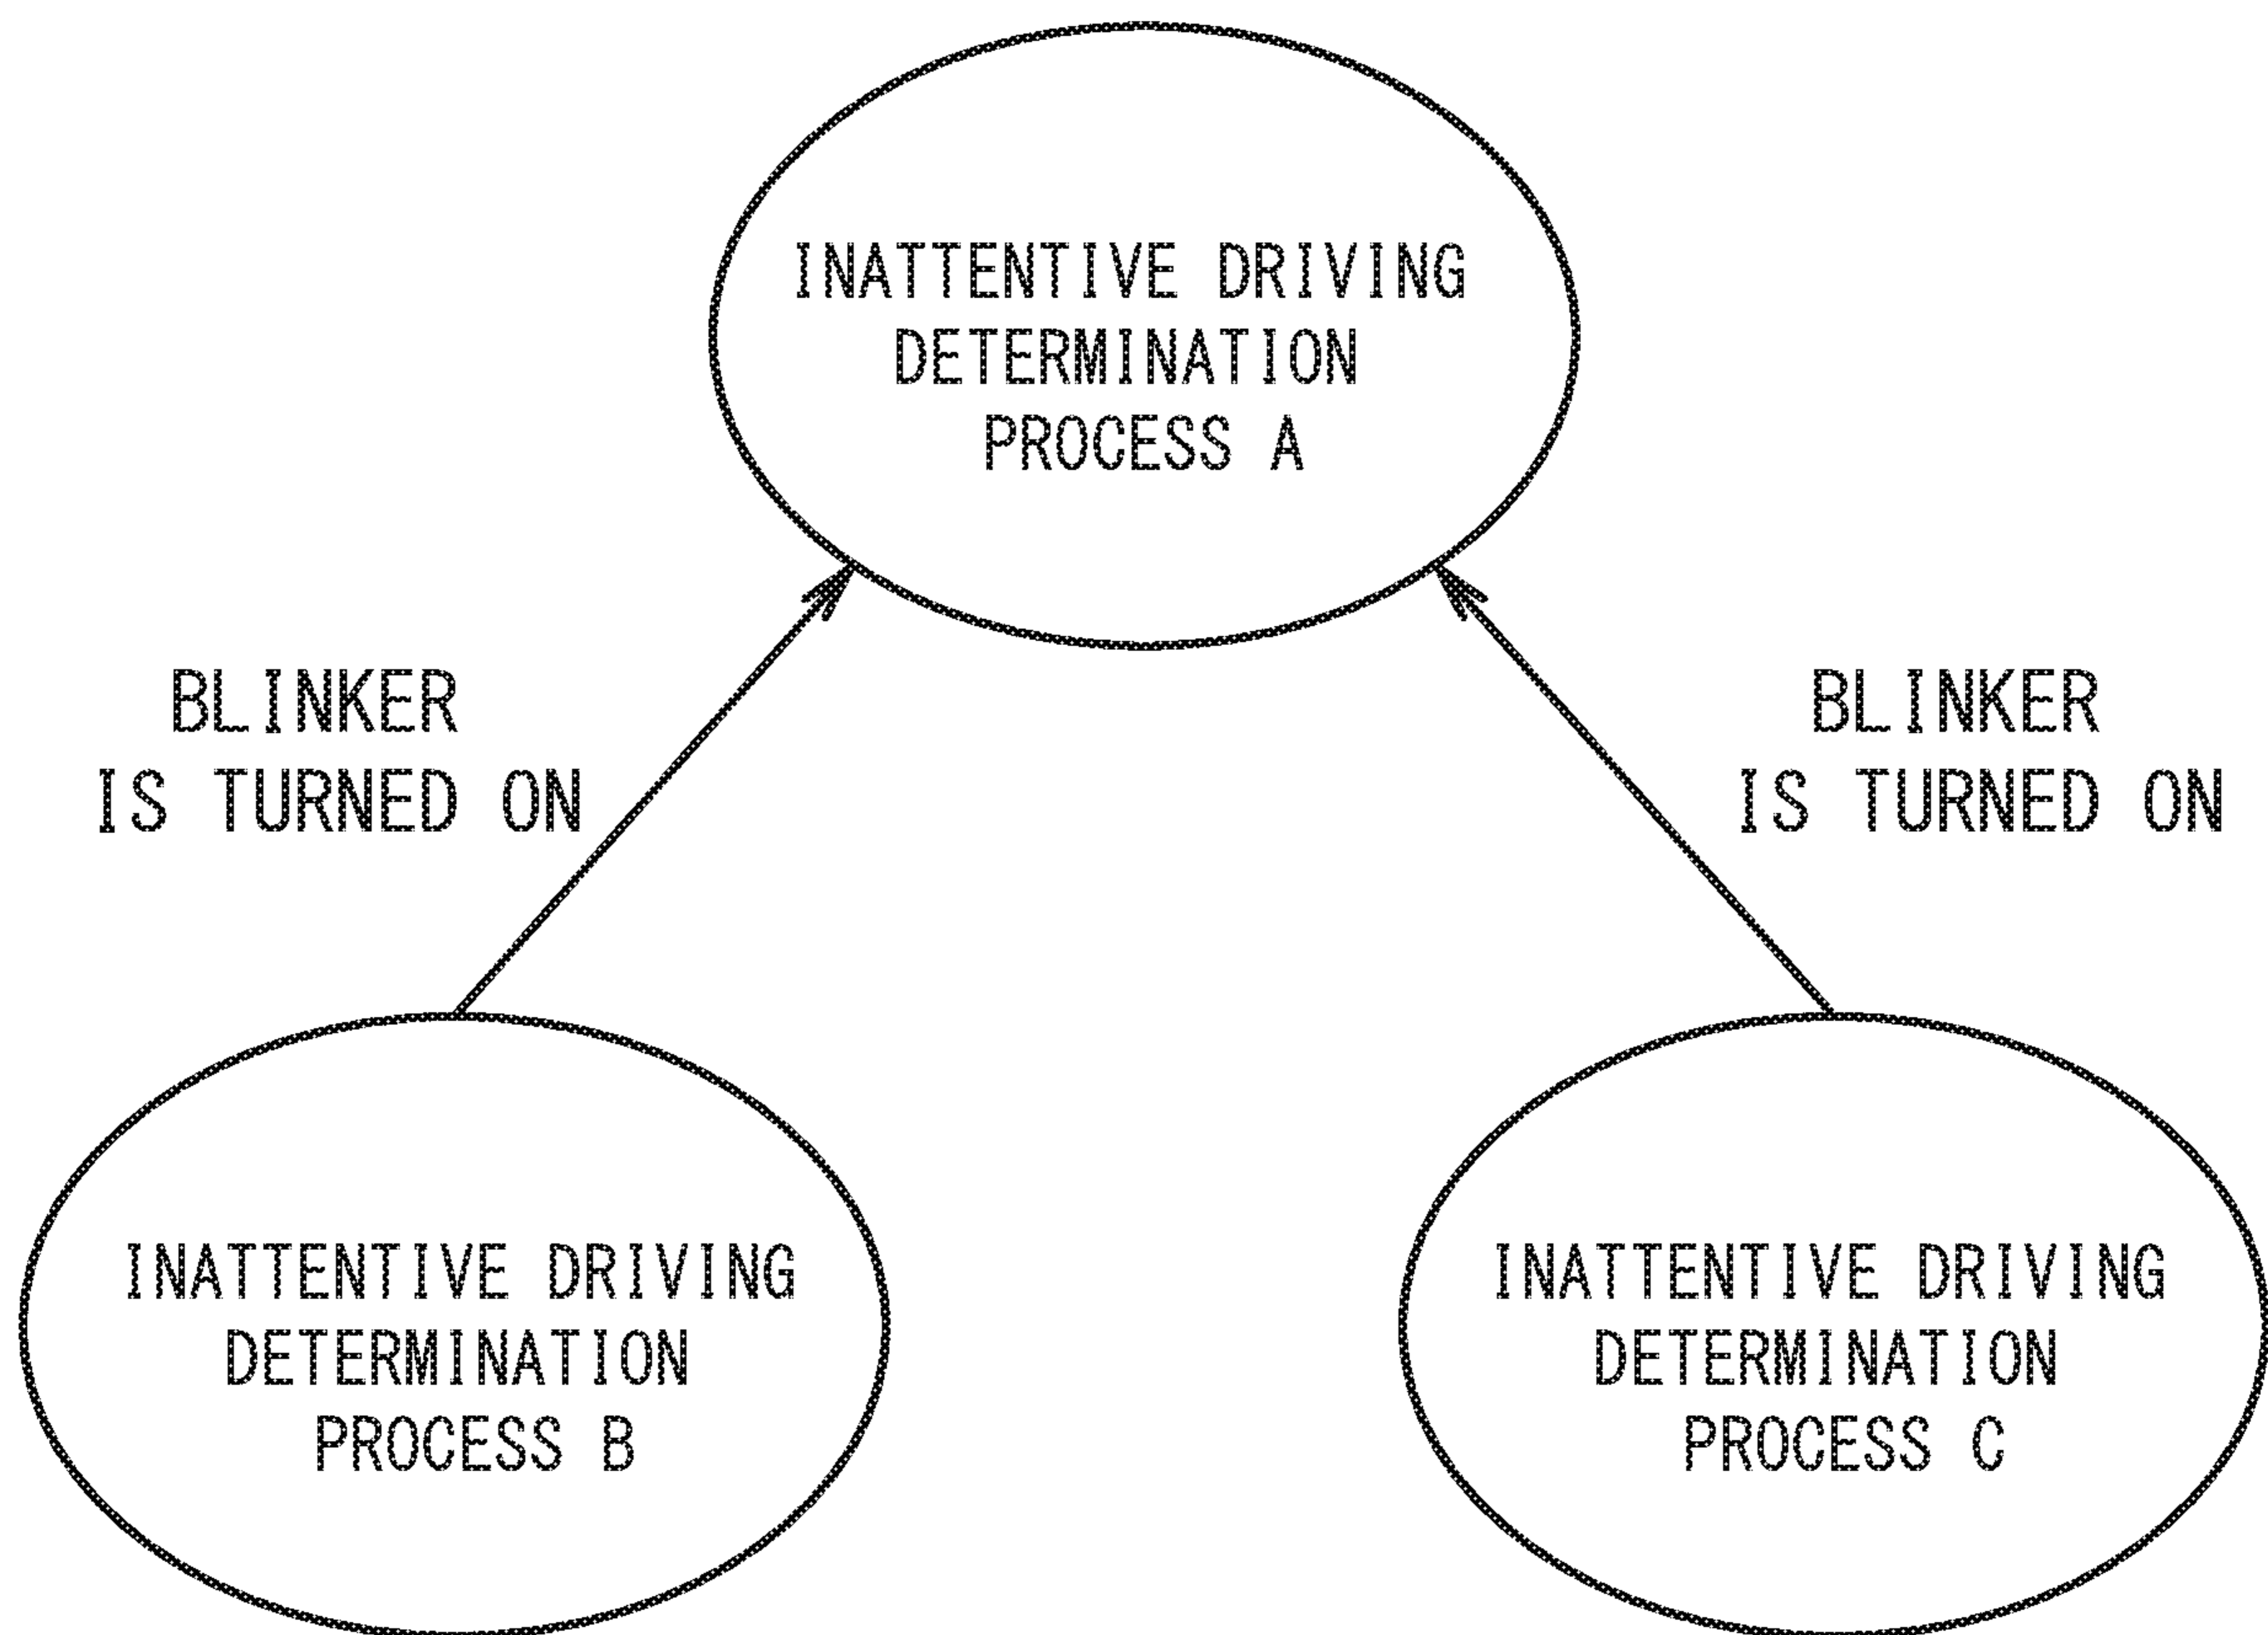 INATTENTIVE DRIVING
DETERMINATION
PROCESS A
BLINKER
IS TURNED ON
BLINKER
IS TURNED ON
INATTENTIVE DRIVING
DETERMINATION
PROCESS B
INATTENTIVE DRIVING
DETERMINATION
PROCESS C